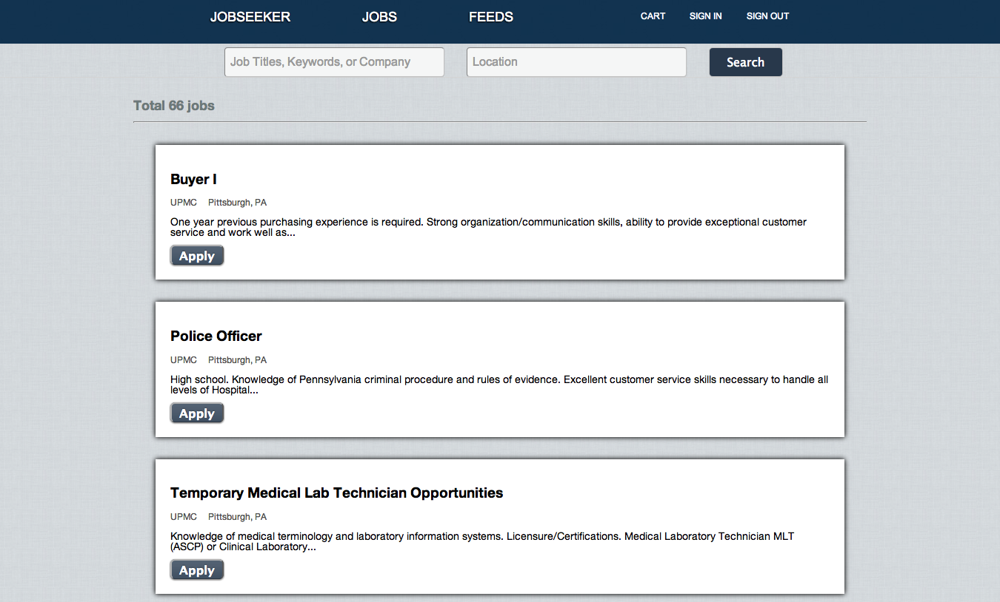 JOBSEEKER JOBS FEEDS CART SIGN IN SIGN OUT
Job Titles, Keywords, or Company Location Search
Total 66 jobs
Buyer I
UPMC Pittsburgh, PA
One year previous purchasing experience is required. Strong organization/communication skills, ability to provide exceptional customer
service and work well as...
Apply
Police Officer
UPMC Pittsburgh, PA
High school. Knowledge of Pennsylvania criminal procedure and rules of evidence. Excellent customer service skills necessary to handle all
levels of Hospital...
Apply
Temporary Medical Lab Technician Opportunities
UPMC Pittsburgh, PA
Knowledge of medical terminology and laboratory information systems. Licensure/Certifications. Medical Laboratory Technician MLT
(ASCP) or Clinical Laboratory...
Apply